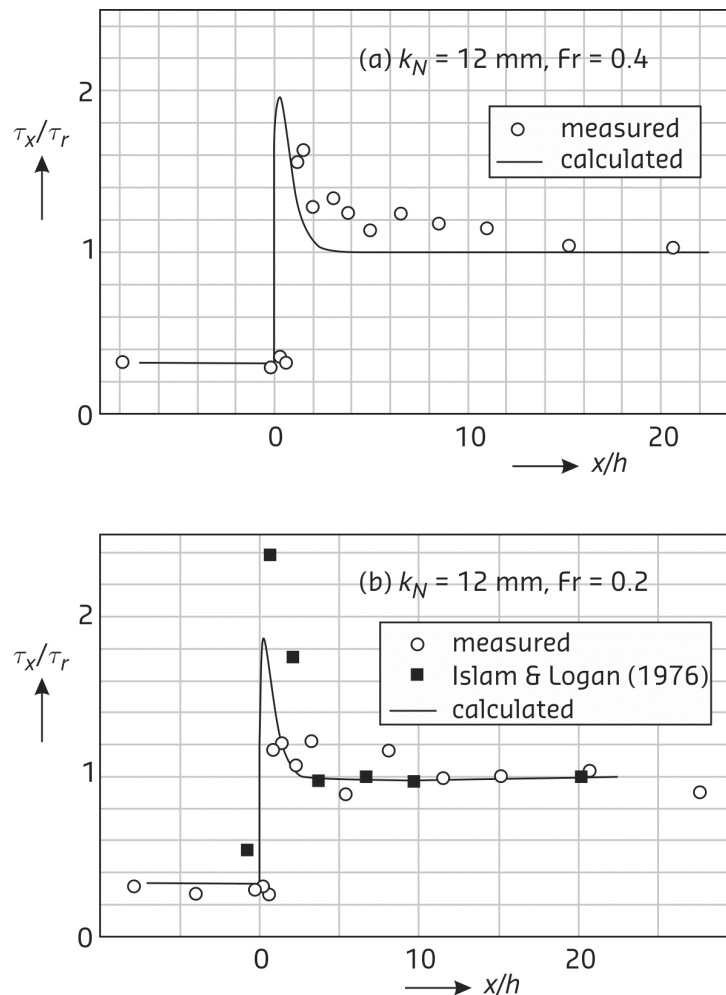 (a) k_N = 12 mm, Fr = 0.4
2
τ_x/τ_r
measured
calculated
1
0
0 10 20
x/h
(b) k_N = 12 mm, Fr = 0.2
2
τ_x/τ_r
measured
Islam & Logan (1976)
calculated
1
0
0 10 20
x/h